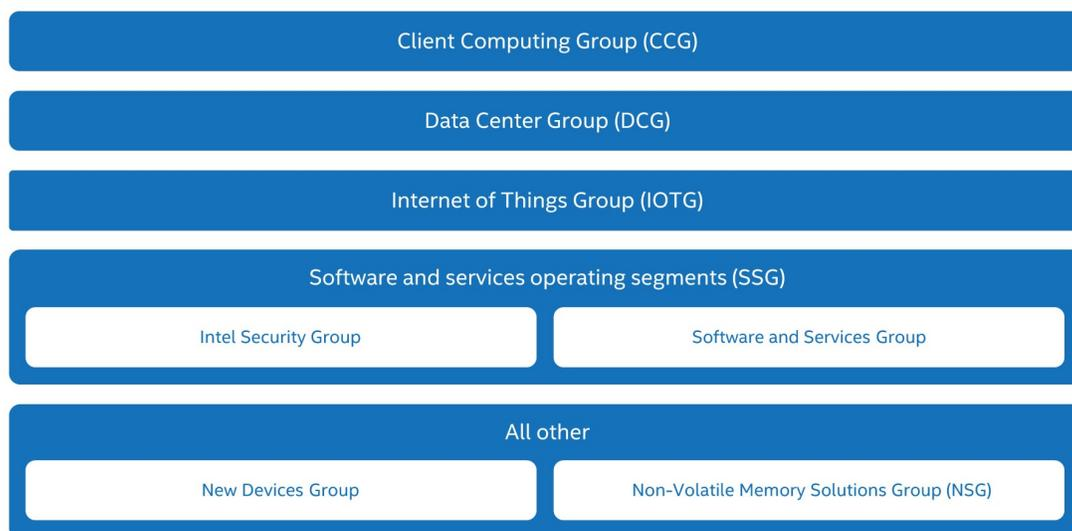 Client Computing Group (CCG)
Data Center Group (DCG)
Internet of Things Group (IOTG)
Software and services operating segments (SSG)
Intel Security Group
Software and Services Group
All other
New Devices Group
Non-Volatile Memory Solutions Group (NSG)